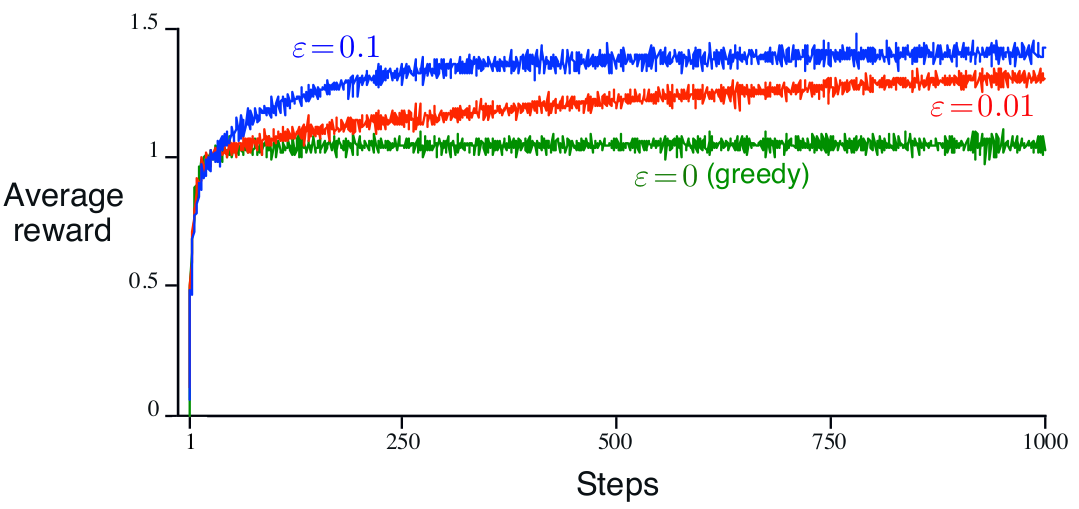 1.5
ε=0.1
ε=0.01
1
ε=0 (greedy)
Average
reward
0.5
0
1
250
500
750
1000
Steps